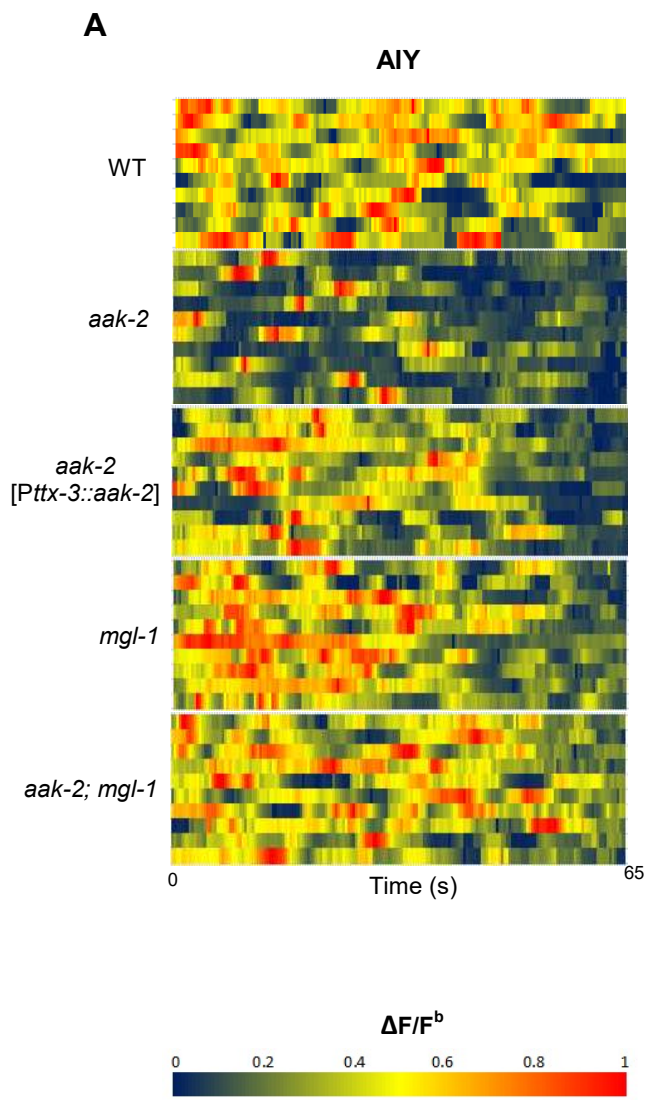 A
AIY
WT
aak-2
aak-2
[Pttx-3::aak-2]
mgl-1
aak-2; mgl-1
0
Time (s)
65
ΔF/Fᵇ
0 0.2 0.4 0.6 0.8 1